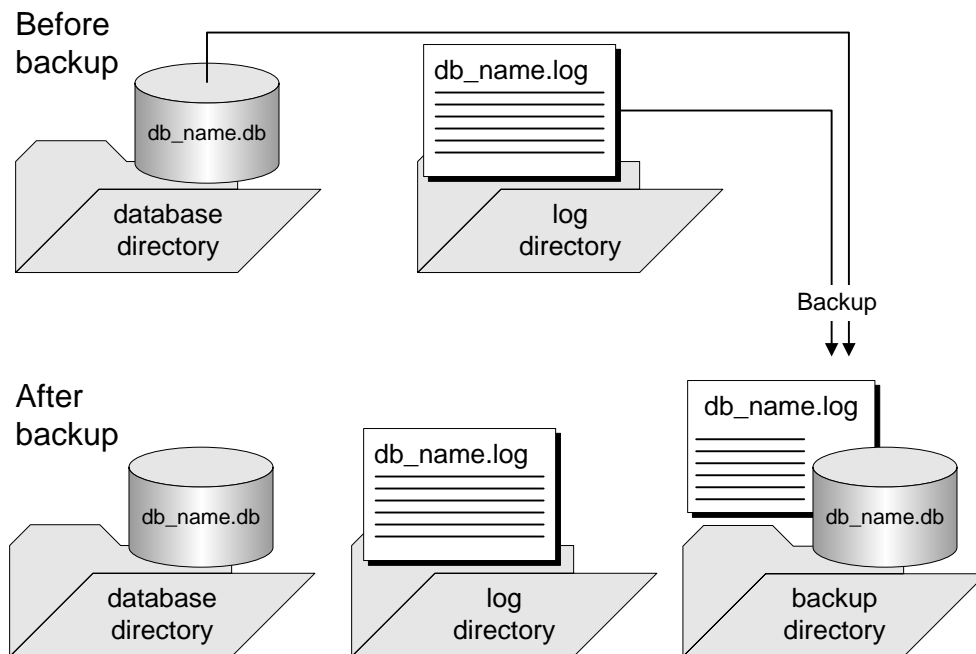 Before
backup
db_name.db
database
directory
db_name.log
log
directory
Backup
After
backup
db_name.db
database
directory
db_name.log
log
directory
db_name.log
db_name.db
backup
directory